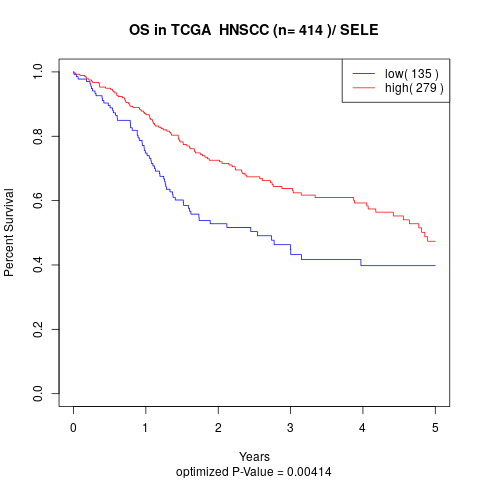 OS in TCGA  HNSCC (n= 414 )/ SELE
low( 135 )
high( 279 )
Percent Survival
1.0
0.8
0.6
0.4
0.2
0.0
0 1 2 3 4 5
Years
optimized P-Value = 0.00414